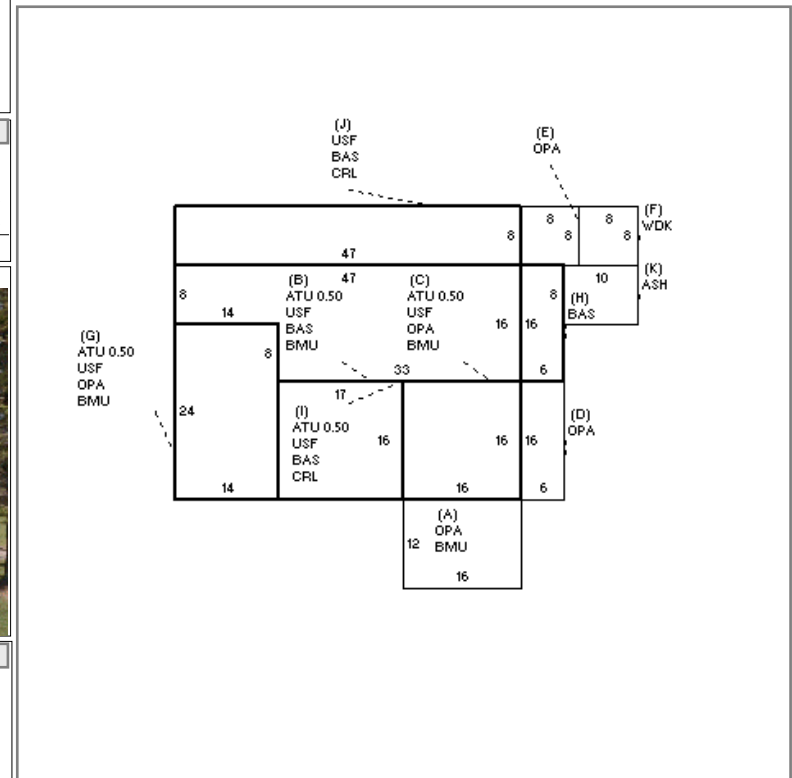 (J)
USF
BAS
CRL
(E)
OPA
8
8
(F)
WDK
8
8
8
47
(K)
ASH
8
47
10
(B)
ATU 0.50
USF
BAS
BMU
(C)
ATU 0.50
USF
OPA
BMU
8
(H)
BAS
14
16
16
(G)
ATU 0.50
USF
OPA
BMU
8
33
6
17
24
(I)
ATU 0.50
USF
BAS
CRL
16
16
16
(D)
OPA
14
16
6
(A)
OPA
BMU
12
16